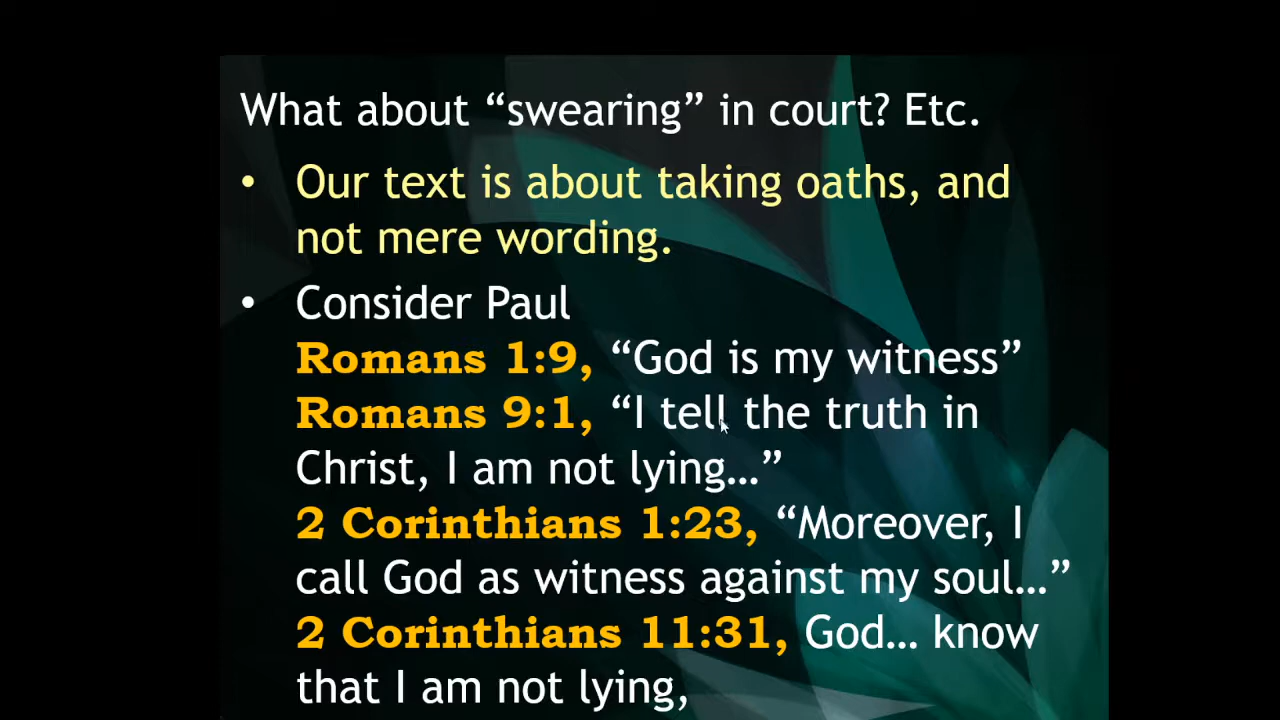 What about “swearing” in court? Etc.
• Our text is about taking oaths, and
not mere wording.
• Consider Paul
Romans 1:9, “God is my witness”
Romans 9:1, “I tell the truth in
Christ, I am not lying…”
2 Corinthians 1:23, “Moreover, I
call God as witness against my soul…”
2 Corinthians 11:31, God… know
that I am not lying,